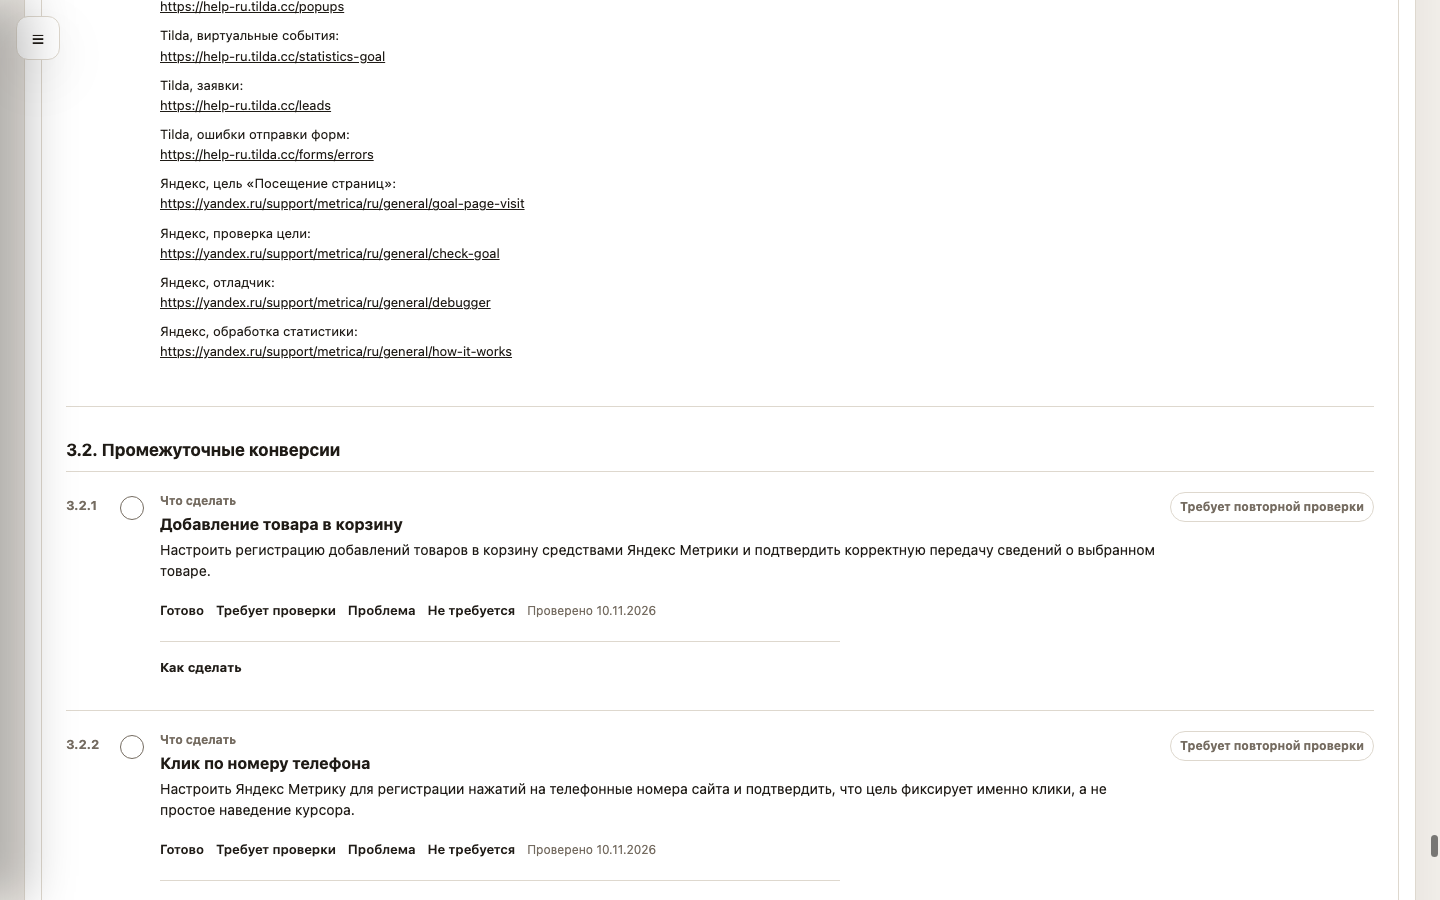 https://help-ru.tilda.cc/popups
Tilda, виртуальные события:
https://help-ru.tilda.cc/statistics-goal
Tilda, заявки:
https://help-ru.tilda.cc/leads
Tilda, ошибки отправки форм:
https://help-ru.tilda.cc/forms/errors
Яндекс, цель «Посещение страниц»:
https://yandex.ru/support/metrica/ru/general/goal-page-visit
Яндекс, проверка цели:
https://yandex.ru/support/metrica/ru/general/check-goal
Яндекс, отладчик:
https://yandex.ru/support/metrica/ru/general/debugger
Яндекс, обработка статистики:
https://yandex.ru/support/metrica/ru/general/how-it-works
3.2. Промежуточные конверсии
3.2.1
Что сделать
Требует повторной проверки
Добавление товара в корзину
Настроить регистрацию добавлений товаров в корзину средствами Яндекс Метрики и подтвердить корректную передачу сведений о выбранном
товаре.
Готово Требует проверки Проблема Не требуется Проверено 10.11.2026
Как сделать
3.2.2
Что сделать
Требует повторной проверки
Клик по номеру телефона
Настроить Яндекс Метрику для регистрации нажатий на телефонные номера сайта и подтвердить, что цель фиксирует именно клики, а не
простое наведение курсора.
Готово Требует проверки Проблема Не требуется Проверено 10.11.2026